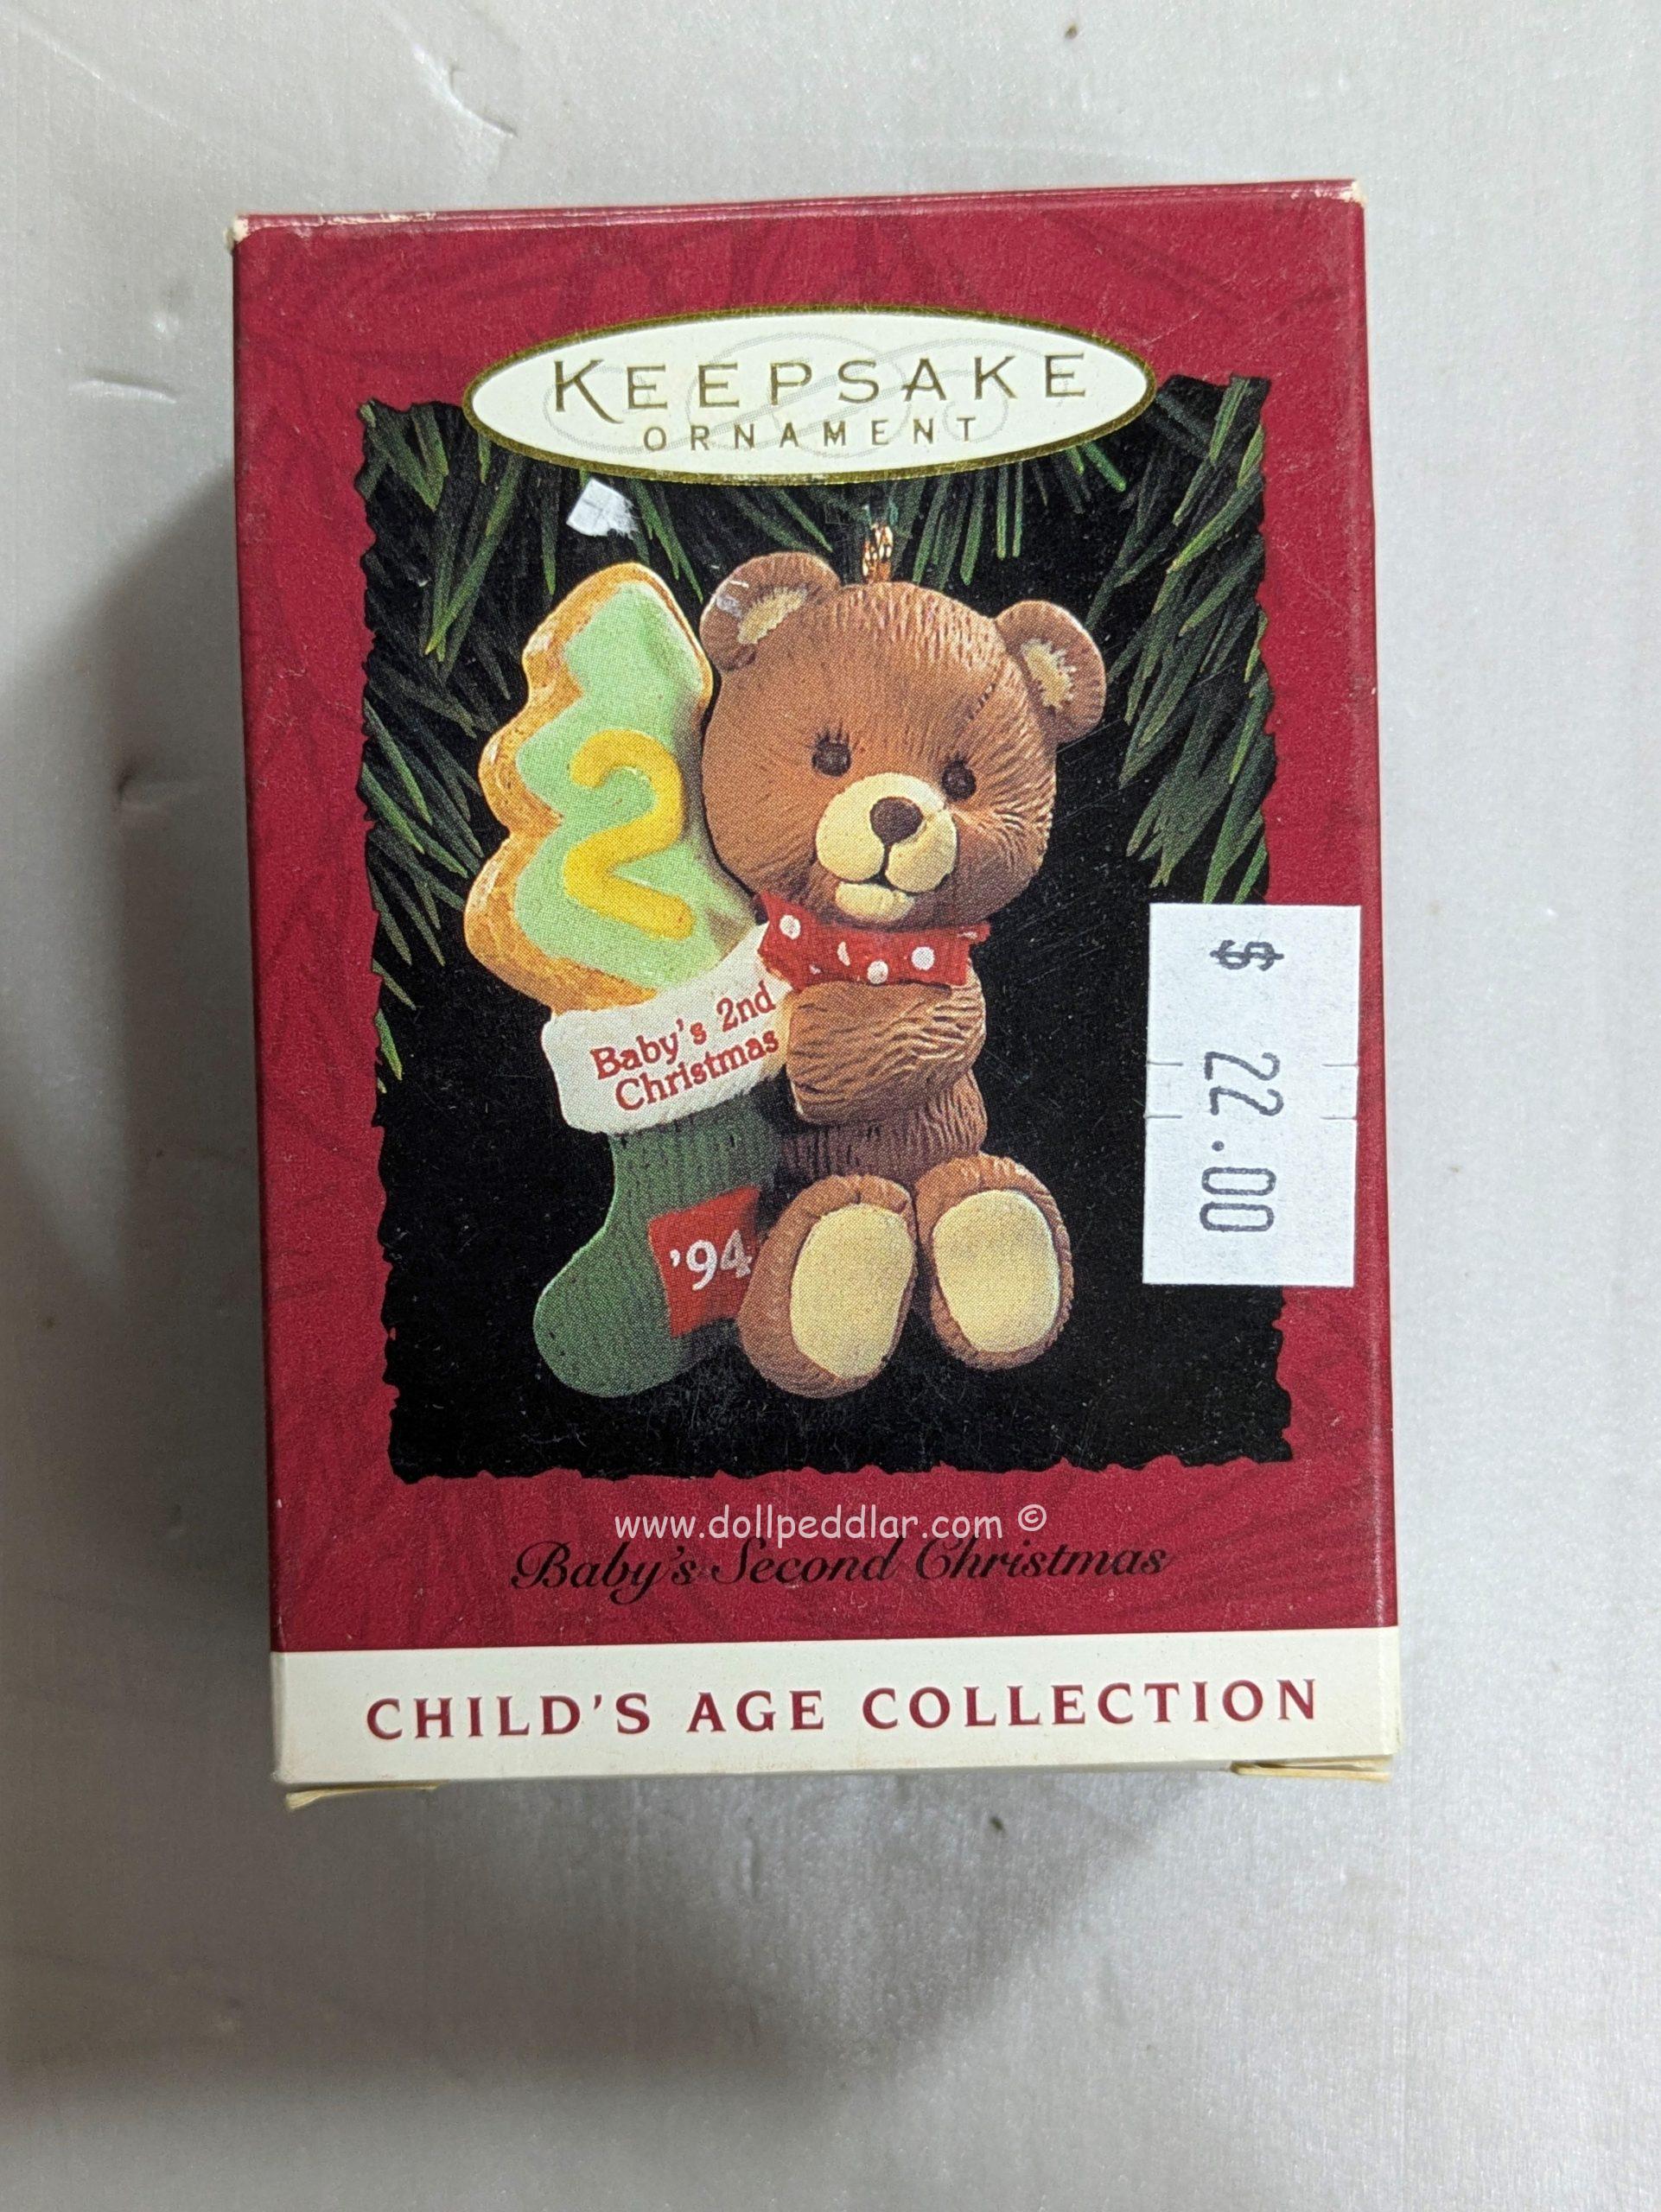 KEEPSAKE
ORNAMENT
2
Baby's 2nd
Christmas
'94
$ 22.00
www.dollpeddlar.com ©
Baby's Second Christmas
CHILD'S AGE COLLECTION